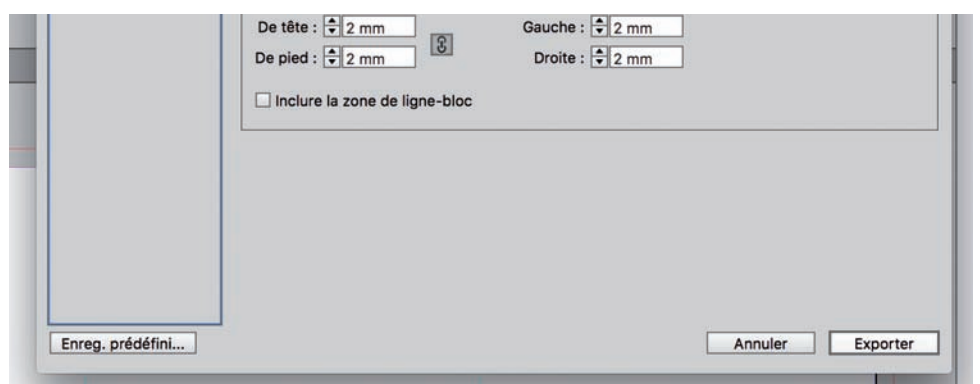 De tête : 2 mm Gauche : 2 mm
De pied : 2 mm Droite : 2 mm
Inclure la zone de ligne-bloc
Enreg. prédéfini... Annuler Exporter